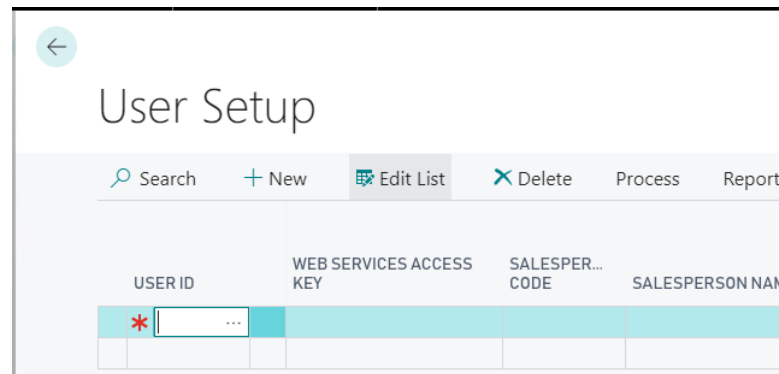 User Setup
Search New Edit List Delete Process Report
WEB SERVICES ACCESS SALESPER...
USER ID KEY CODE SALESPERSON NAM
...